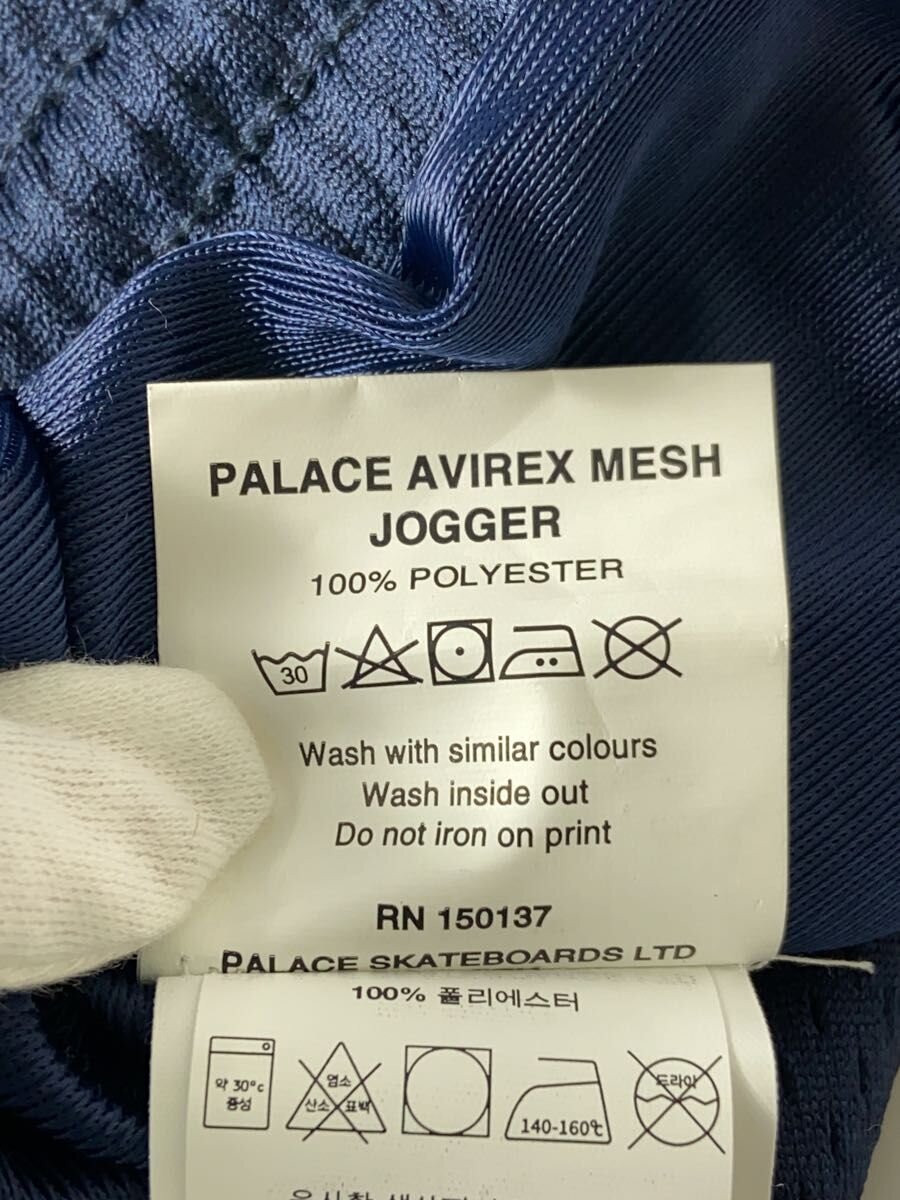 PALACE AVIREX MESH
JOGGER
100% POLYESTER
30
Wash with similar colours
Wash inside out
Do not iron on print
RN 150137
PALACE SKATEBOARDS LTD
100% 폴리에스터
약 30°c
중성
염소
산소 표백
140-160℃
드라이